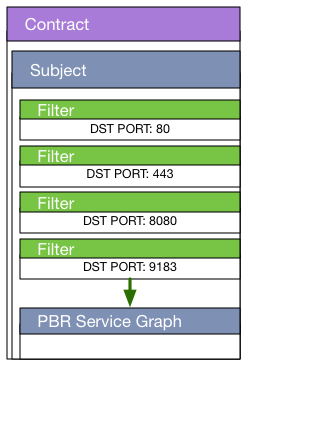 Contract
Subject
Filter
DST PORT: 80
Filter
DST PORT: 443
Filter
DST PORT: 8080
Filter
DST PORT: 9183
PBR Service Graph